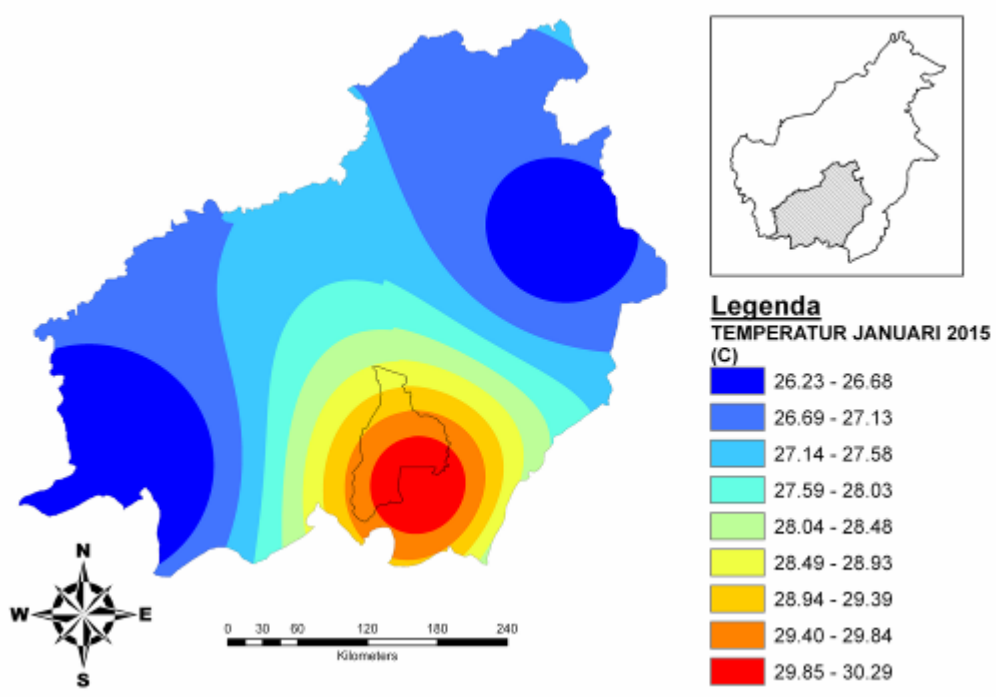 Legenda
TEMPERATUR JANUARI 2015
(C)
26.23 - 26.68
26.69 - 27.13
27.14 - 27.58
27.59 - 28.03
28.04 - 28.48
28.49 - 28.93
28.94 - 29.39
29.40 - 29.84
29.85 - 30.29
N
W E
S
0 30 60 120 180 240
Kilometers